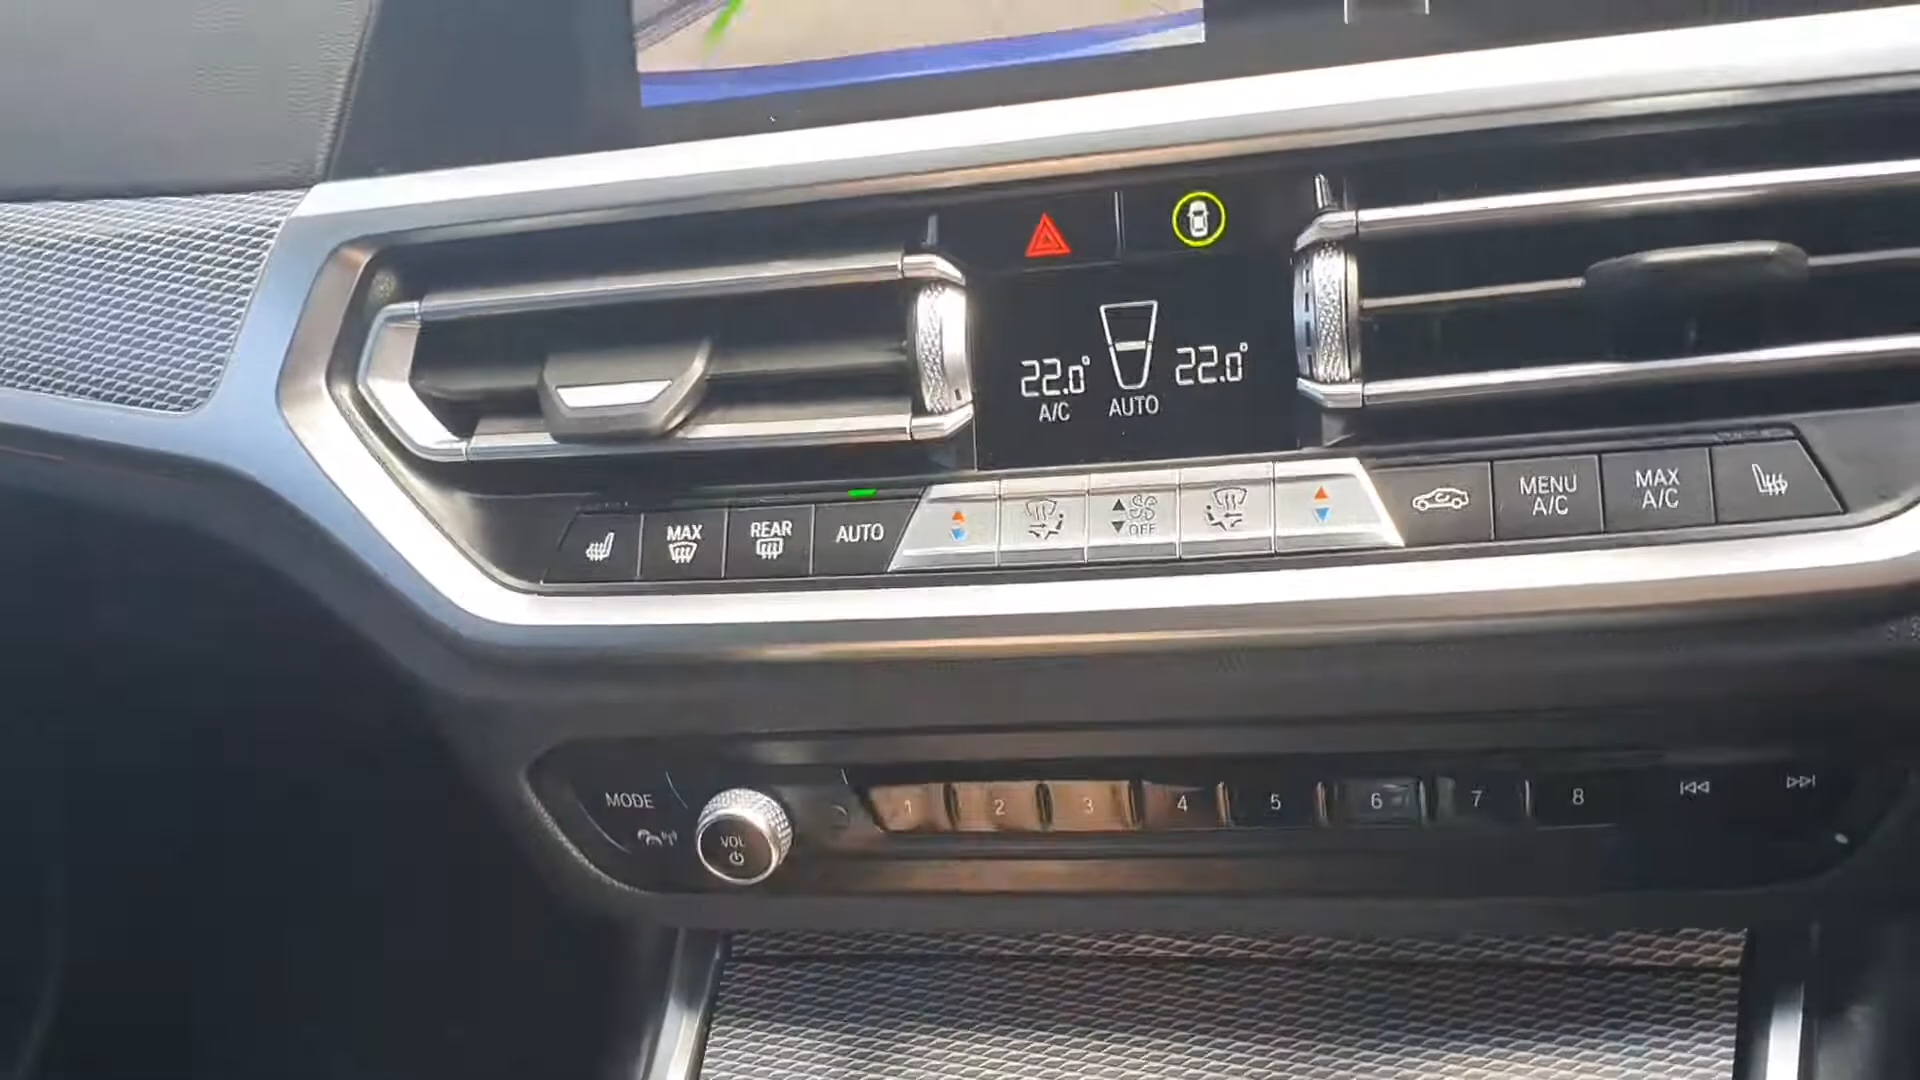 22.0° 22.0°
A/C AUTO
MAX REAR AUTO OFF MENU A/C MAX A/C
MODE
VOL
1 2 3 4 5 6 7 8